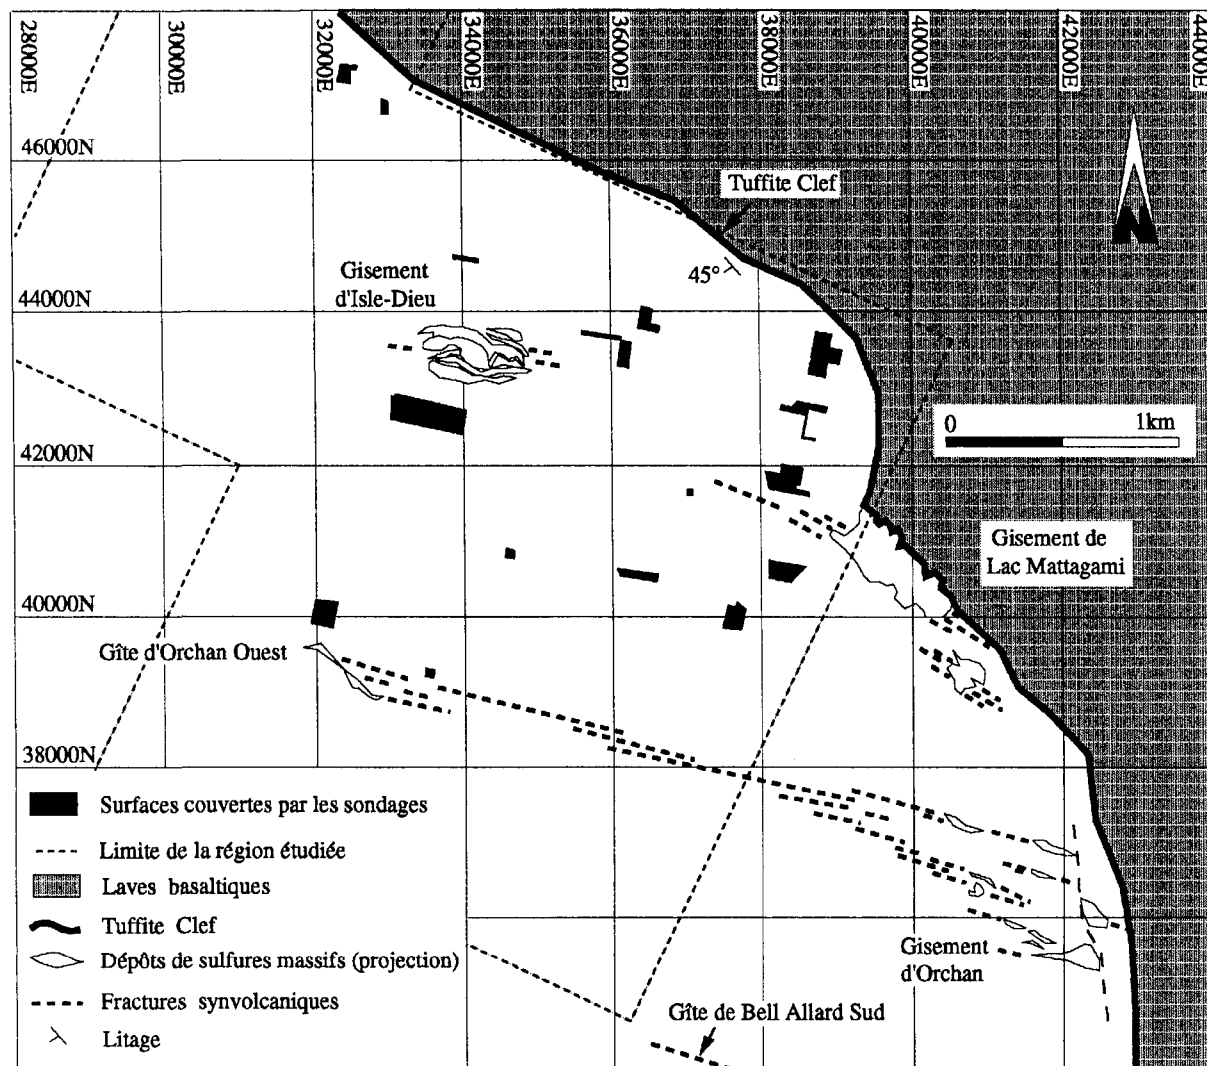 28000E
30000E
32000E
34000E
36000E
38000E
40000E
42000E
44000E
46000N
Tuffite Clef
45°
Gisement
d'Isle-Dieu
44000N
0 1km
42000N
Gisement de
Lac Mattagami
40000N
Gîte d'Orchan Ouest
38000N
Surfaces couvertes par les sondages
Limite de la région étudiée
Laves basaltiques
Tuffite Clef
Dépôts de sulfures massifs (projection)
Fractures synvolcaniques
Litage
Gisement
d'Orchan
Gîte de Bell Allard Sud
N